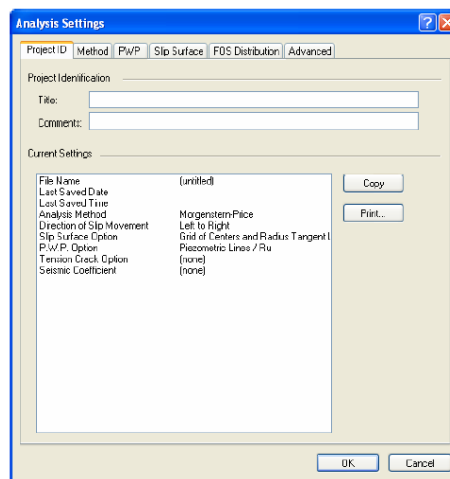 Analysis Settings
Project ID Method PWP Slip Surface FOS Distribution Advanced
Project Identification
Title:
Comments:
Current Settings
File Name (untitled)
Last Saved Date
Last Saved Time
Analysis Method Morgenstern-Price
Direction of Slip Movement Left to Right
Slip Surface Option Grid of Centers and Radius Tangent L
P.W.P. Option Piezometric Lines / Ru
Tension Crack Option (none)
Seismic Coefficient (none)
Copy
Print...
OK Cancel